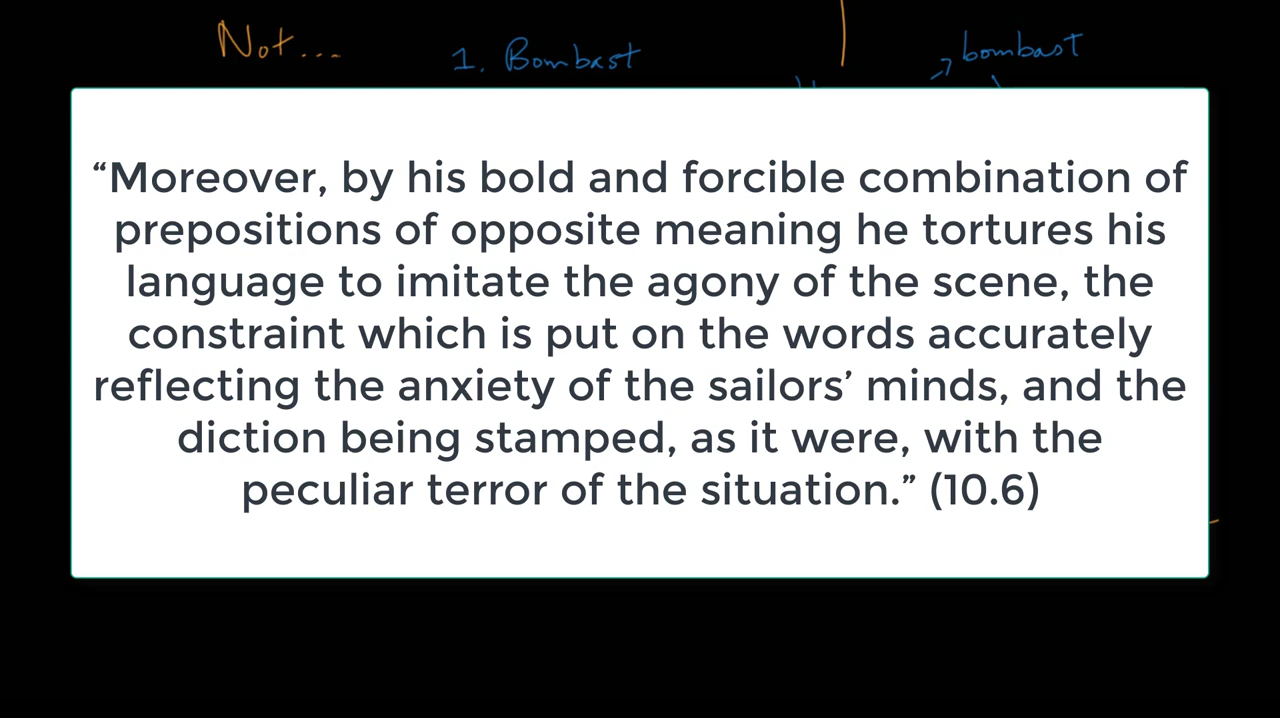 Not...
1. Bombast
bombast
“Moreover, by his bold and forcible combination of
prepositions of opposite meaning he tortures his
language to imitate the agony of the scene, the
constraint which is put on the words accurately
reflecting the anxiety of the sailors’ minds, and the
diction being stamped, as it were, with the
peculiar terror of the situation.” (10.6)